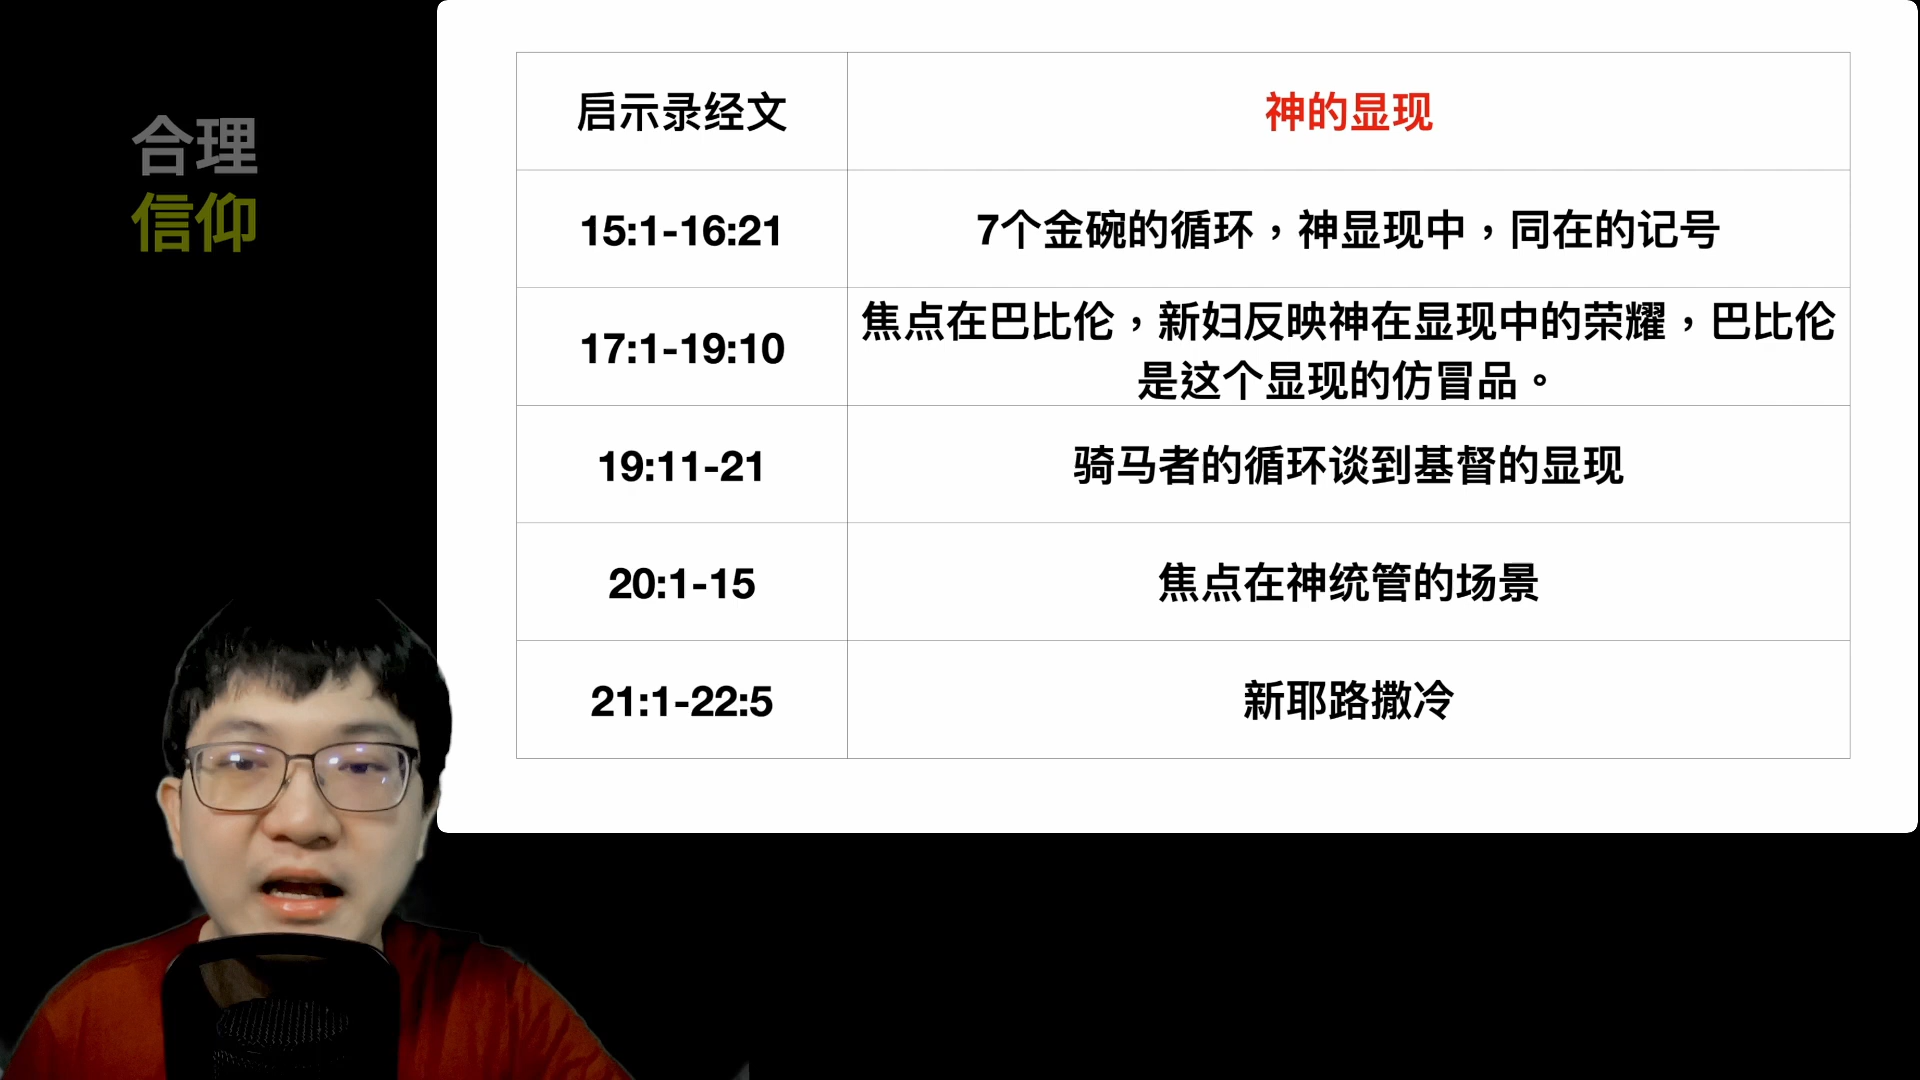 合理
信仰
启示录经文
神的显现
15:1-16:21
7个金碗的循环，神显现中，同在的记号
17:1-19:10
焦点在巴比伦，新妇反映神在显现中的荣耀，巴比伦
是这个显现的仿冒品。
19:11-21
骑马者的循环谈到基督的显现
20:1-15
焦点在神统管的场景
21:1-22:5
新耶路撒冷